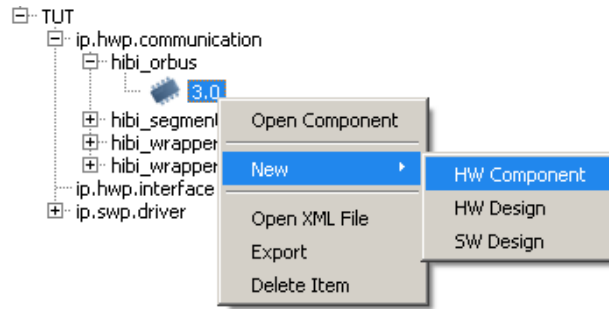 TUT
ip.hwp.communication
hibi_orbus
3.0
hibi_segment
Open Component
hibi_wrapper
hibi_wrapper
New
HW Component
ip.hwp.interface
HW Design
ip.swp.driver
Open XML File
SW Design
Export
Delete Item